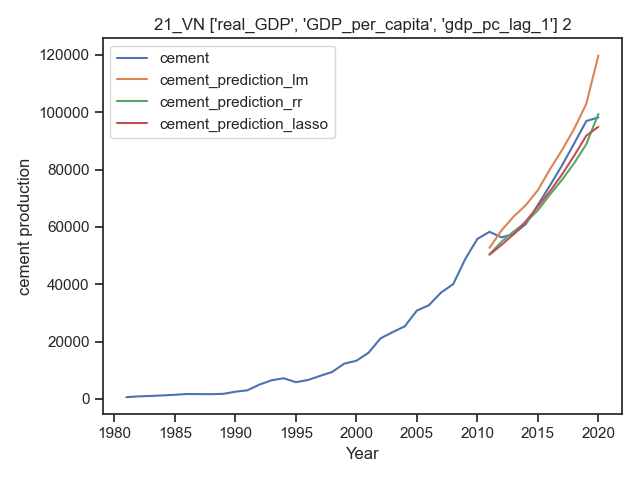 21_VN ['real_GDP', 'GDP_per_capita', 'gdp_pc_lag_1'] 2
cement
cement_prediction_lm
cement_prediction_rr
cement_prediction_lasso
cement production
120000
100000
80000
60000
40000
20000
0
1980 1985 1990 1995 2000 2005 2010 2015 2020
Year